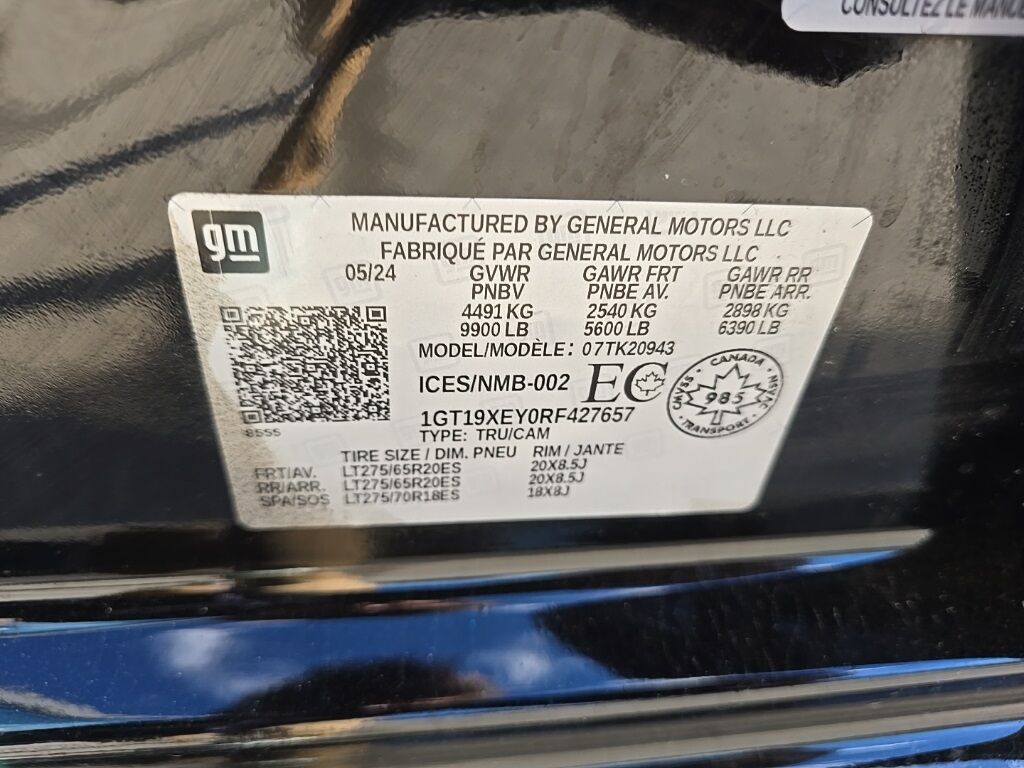 CONSULTEZ LE
gm
MANUFACTURED BY GENERAL MOTORS LLC
FABRIQUÉ PAR GENERAL MOTORS LLC
05/24 GVWR GAWR FRT GAWR RR
PNBV PNBE AV. PNBE ARR.
4491 KG 2540 KG 2898 KG
9900 LB 5600 LB 6390 LB
MODEL/MODÈLE: 07TK20943
ICES/NMB-002 EC
CANADA
CMVSS 985 NSVAC
TRANSPORT
1GT19XEY0RF427657
8555
TYPE: TRU/CAM
TIRE SIZE / DIM. PNEU RIM / JANTE
FRT/AV. LT275/65R20ES 20X8.5J
RR/ARR. LT275/65R20ES 20X8.5J
SPA/SOS LT275/70R18ES 18X8J